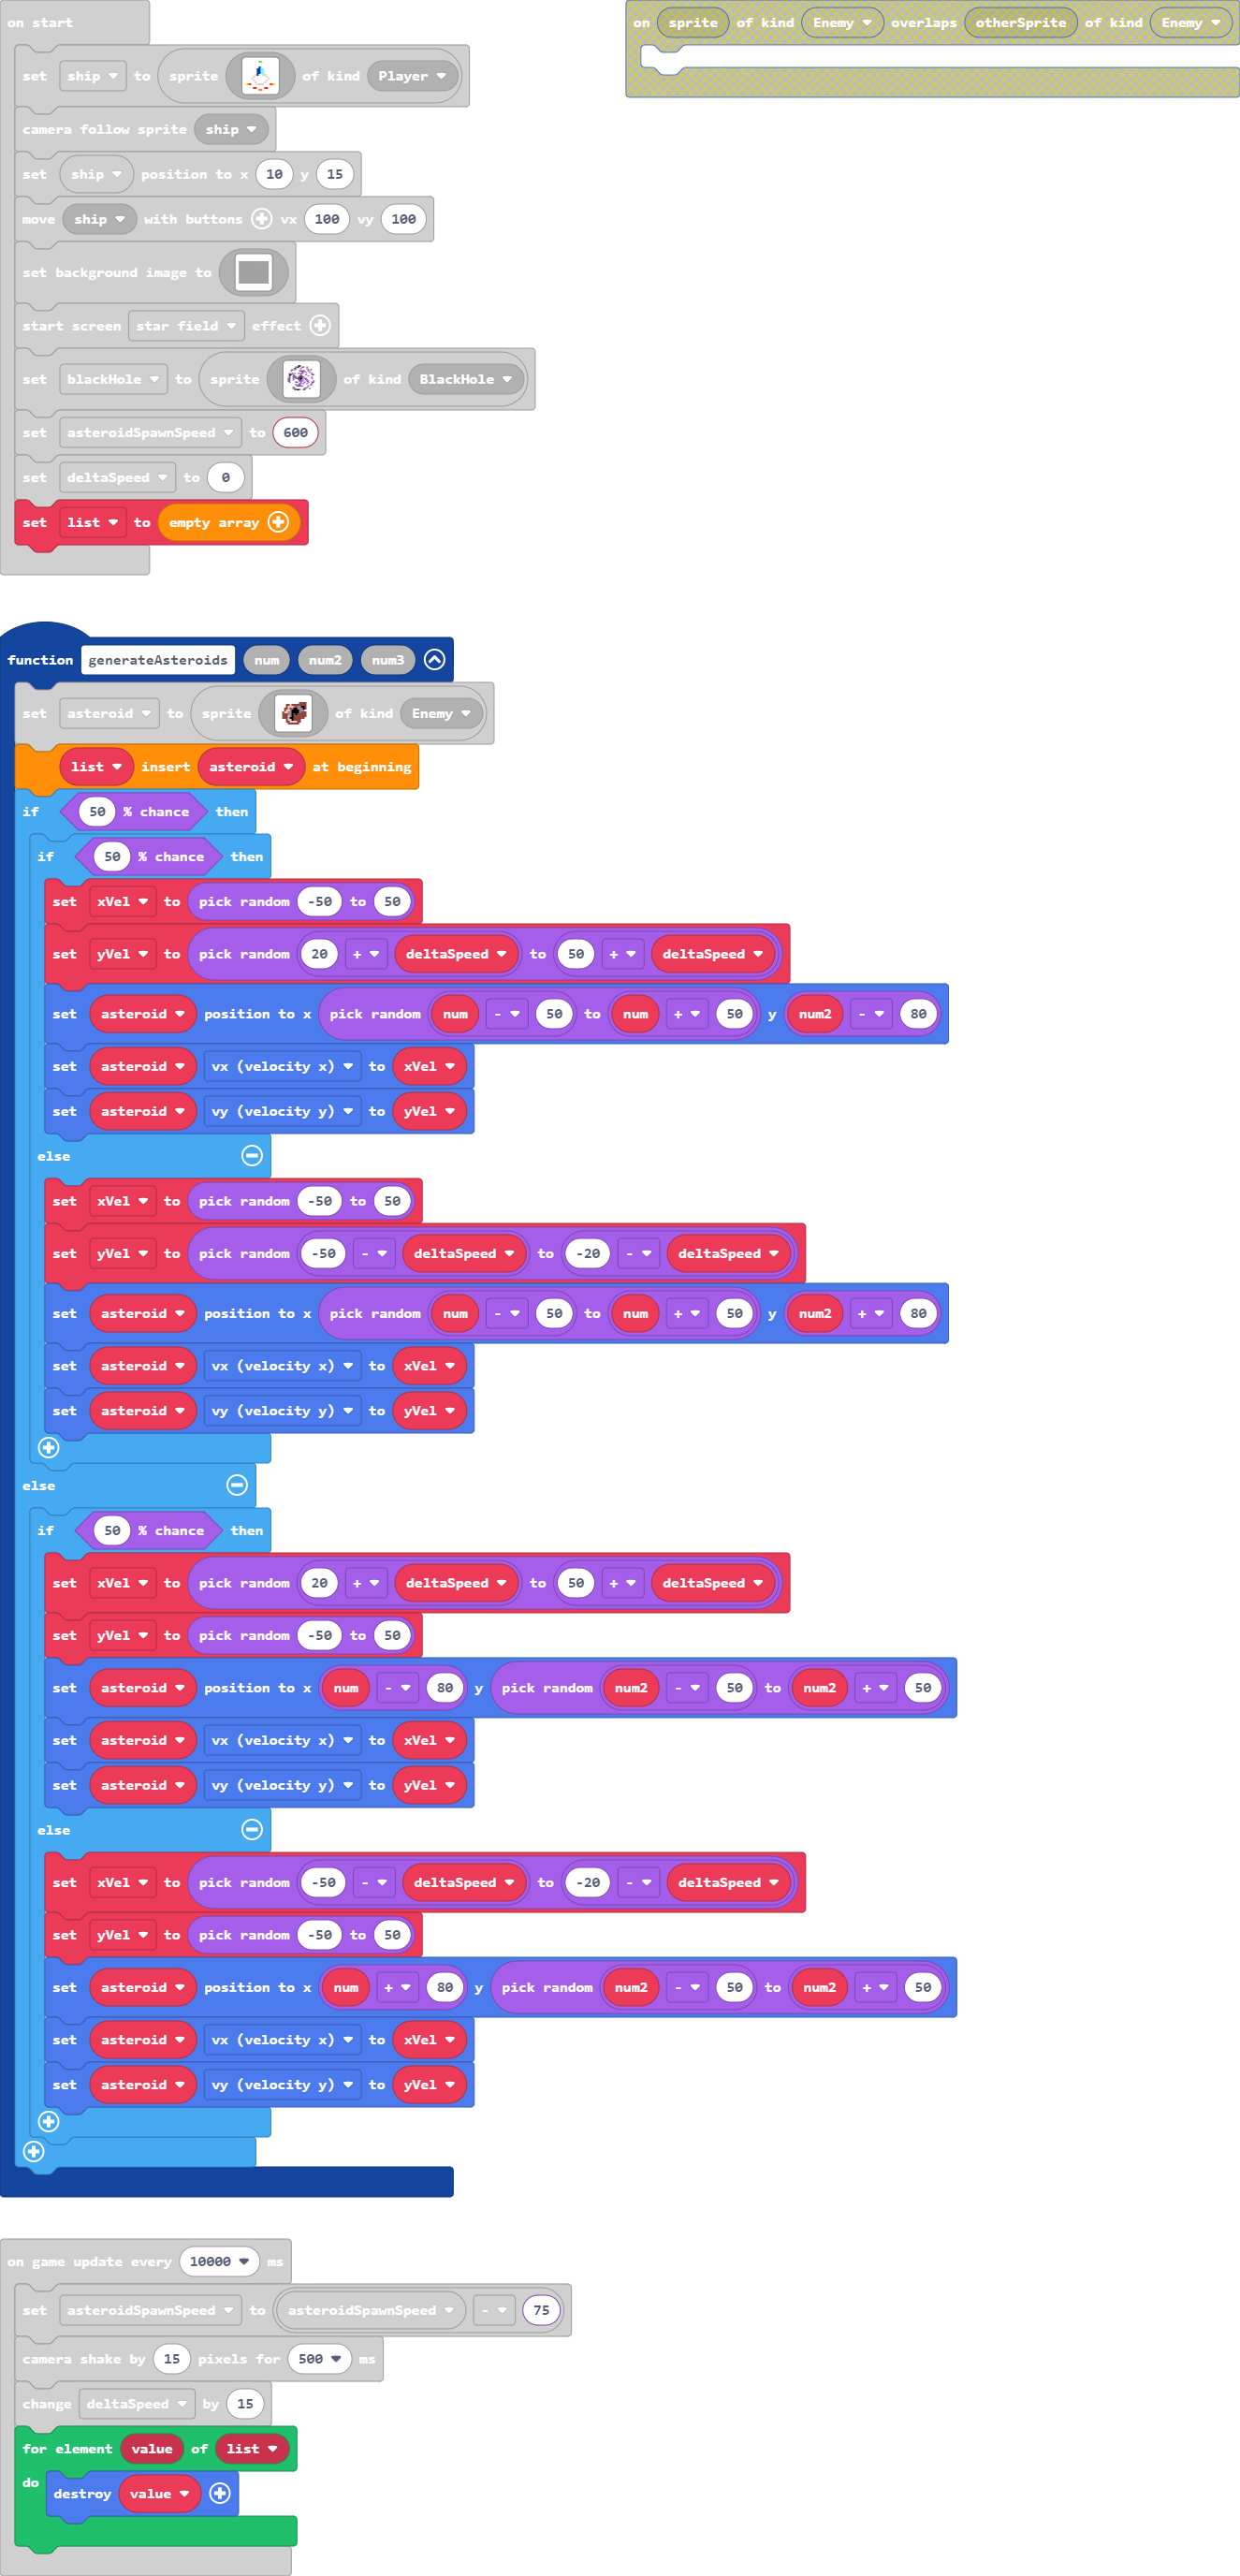 on start
on sprite of kind Enemy overlaps otherSprite of kind Enemy
set ship to sprite of kind Player
camera follow sprite ship
set ship position to x 10 y 15
move ship with buttons vx 100 vy 100
set background image to
start screen star field effect
set blackHole to sprite of kind BlackHole
set asteroidSpawnSpeed to 600
set deltaSpeed to 0
set list to empty array
function generateAsteroids num num2 num3
set asteroid to sprite of kind Enemy
list insert asteroid at beginning
if 50 % chance then
if 50 % chance then
set xVel to pick random -50 to 50
set yVel to pick random 20 + deltaSpeed to 50 + deltaSpeed
set asteroid position to x pick random num - 50 to num + 50 y num2 - 80
set asteroid vx (velocity x) to xVel
set asteroid vy (velocity y) to yVel
else
set xVel to pick random -50 to 50
set yVel to pick random -50 - deltaSpeed to -20 - deltaSpeed
set asteroid position to x pick random num - 50 to num + 50 y num2 + 80
set asteroid vx (velocity x) to xVel
set asteroid vy (velocity y) to yVel
else
if 50 % chance then
set xVel to pick random 20 + deltaSpeed to 50 + deltaSpeed
set yVel to pick random -50 to 50
set asteroid position to x num - 80 y pick random num2 - 50 to num2 + 50
set asteroid vx (velocity x) to xVel
set asteroid vy (velocity y) to yVel
else
set xVel to pick random -50 - deltaSpeed to -20 - deltaSpeed
set yVel to pick random -50 to 50
set asteroid position to x num + 80 y pick random num2 - 50 to num2 + 50
set asteroid vx (velocity x) to xVel
set asteroid vy (velocity y) to yVel
on game update every 10000 ms
set asteroidSpawnSpeed to asteroidSpawnSpeed - 75
camera shake by 15 pixels for 500 ms
change deltaSpeed by 15
for element value of list
do destroy value